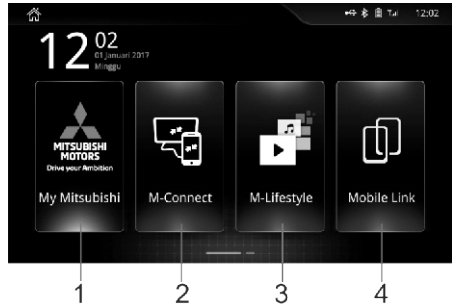 12:02
12 02
01 Januari 2017
Minggu
MITSUBISHI
MOTORS
Drive your Ambition
My Mitsubishi
M-Connect
M-Lifestyle
Mobile Link
1
2
3
4